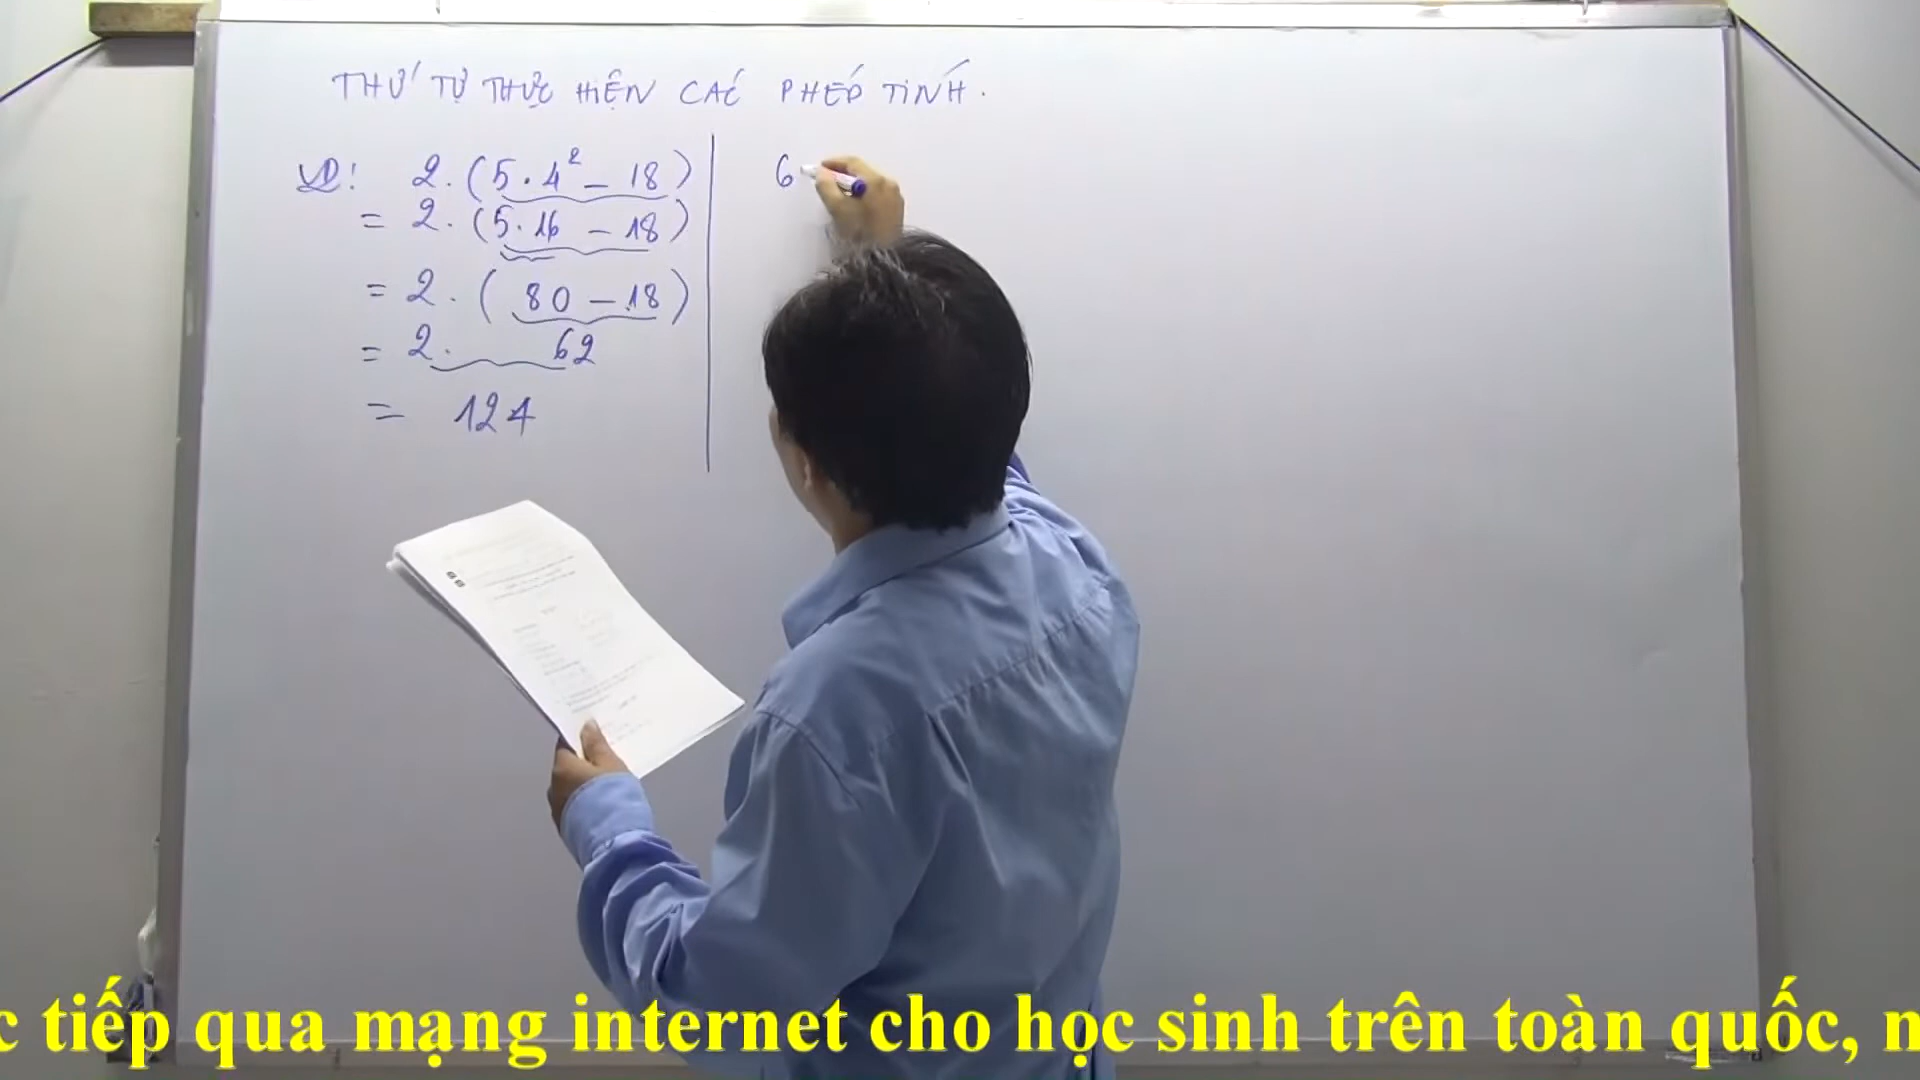 THỨ TỰ THỰC HIỆN CÁC PHÉP TÍNH.
VD: 2.(5.4² - 18)
= 2.(5.16 - 18)
= 2.(80 - 18)
= 2. 62
= 124
6
c tiếp qua mạng internet cho học sinh trên toàn quốc, n